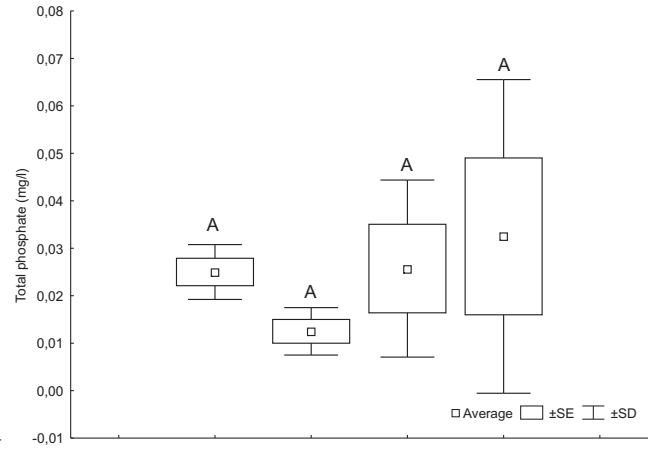 0,08
0,07
0,06
0,05
0,04
0,03
0,02
0,01
0,00
-0,01
Total phosphate (mg/l)
A
A
A
A
Average ±SE ±SD